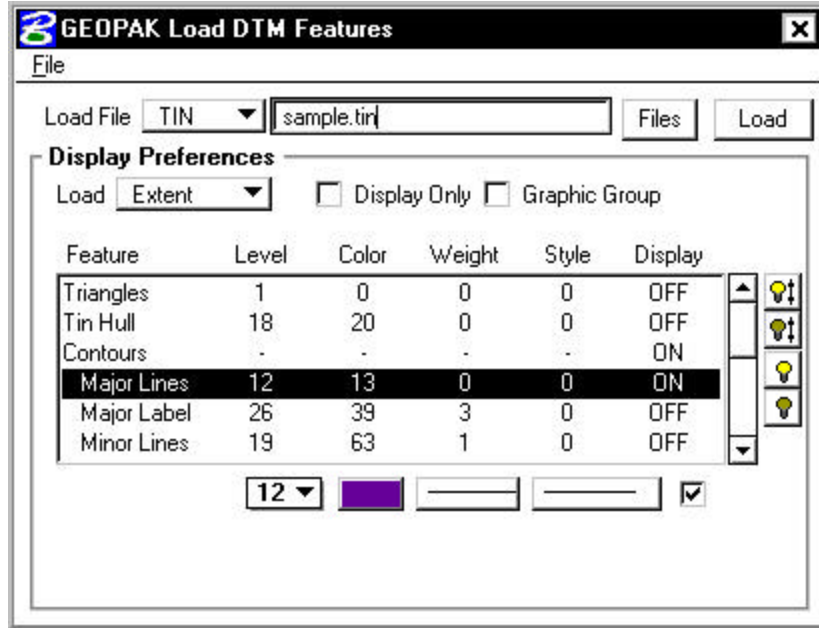 GEOPAK Load DTM Features
File
Load File TIN sample.tin Files Load
Display Preferences
Load Extent Display Only Graphic Group
Feature Level Color Weight Style Display
Triangles 1 0 0 0 OFF
Tin Hull 18 20 0 0 OFF
Contours - - - - ON
Major Lines 12 13 0 0 ON
Major Label 26 39 3 0 OFF
Minor Lines 19 63 1 0 OFF
12